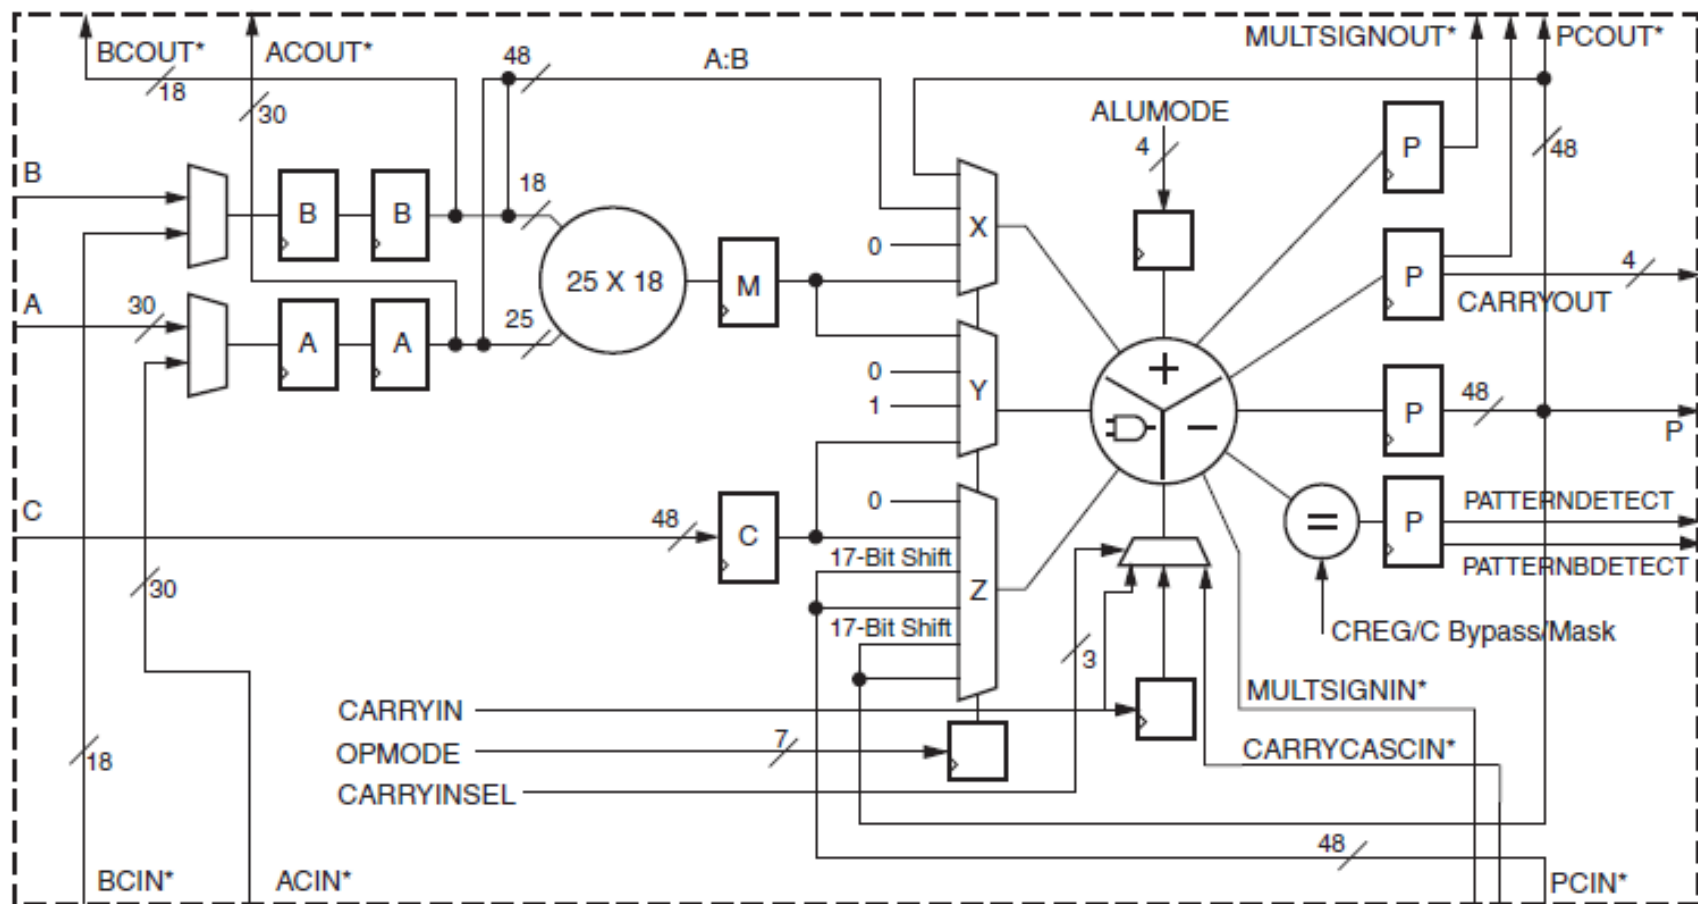 BCOUT* ACOUT* 48 A:B MULTSIGNOUT* PCOUT*
18
30
ALUMODE
4
P
48
B
18
B B
X
0
25 X 18
M
P
4
CARRYOUT
A
30
25
A A
0
Y
1
+
−
48
P
P
C
48
C
0
17-Bit Shift
Z
17-Bit Shift
=
P
PATTERNDETECT
PATTERNBDETECT
CREG/C Bypass/Mask
30
3
MULTSIGNIN*
CARRYIN
OPMODE
7
CARRYCASCIN*
CARRYINSEL
18
48
BCIN* ACIN* PCIN*